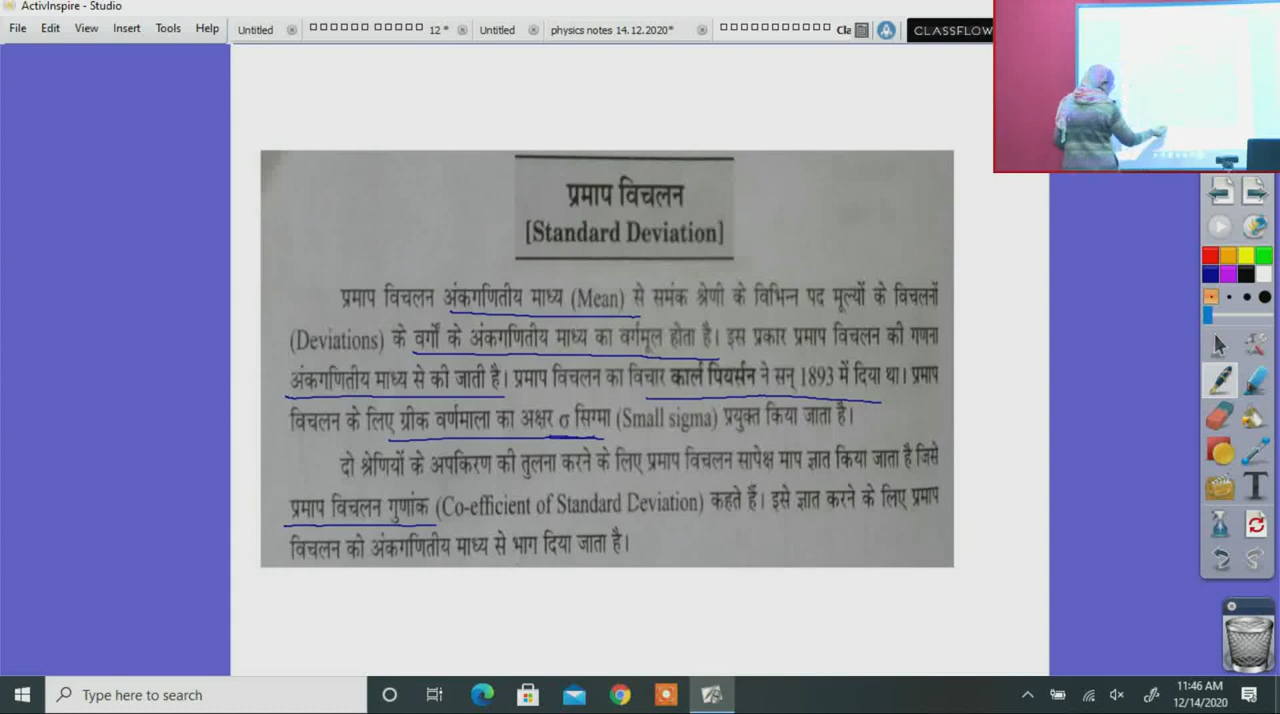 ActivInspire - Studio
File Edit View Insert Tools Help
Untitled 12 * Untitled physics notes 14.12.2020* Cla CLASSFLOW
प्रमाप विचलन
[Standard Deviation]
प्रमाप विचलन अंकगणितीय माध्य (Mean) से समंक श्रेणी के विभिन्न पद मूल्यों के विचलनों
(Deviations) के वर्गों के अंकगणितीय माध्य का वर्गमूल होता है। इस प्रकार प्रमाप विचलन की गणना
अंकगणितीय माध्य से की जाती है। प्रमाप विचलन का विचार कार्ल पियर्सन ने सन् 1893 में दिया था। प्रमाप
विचलन के लिए ग्रीक वर्णमाला का अक्षर σ सिग्मा (Small sigma) प्रयुक्त किया जाता है।
दो श्रेणियों के अपकिरण की तुलना करने के लिए प्रमाप विचलन सापेक्ष माप ज्ञात किया जाता है जिसे
प्रमाप विचलन गुणांक (Co-efficient of Standard Deviation) कहते हैं। इसे ज्ञात करने के लिए प्रमाप
विचलन को अंकगणितीय माध्य से भाग दिया जाता है।
Type here to search
11:46 AM
12/14/2020